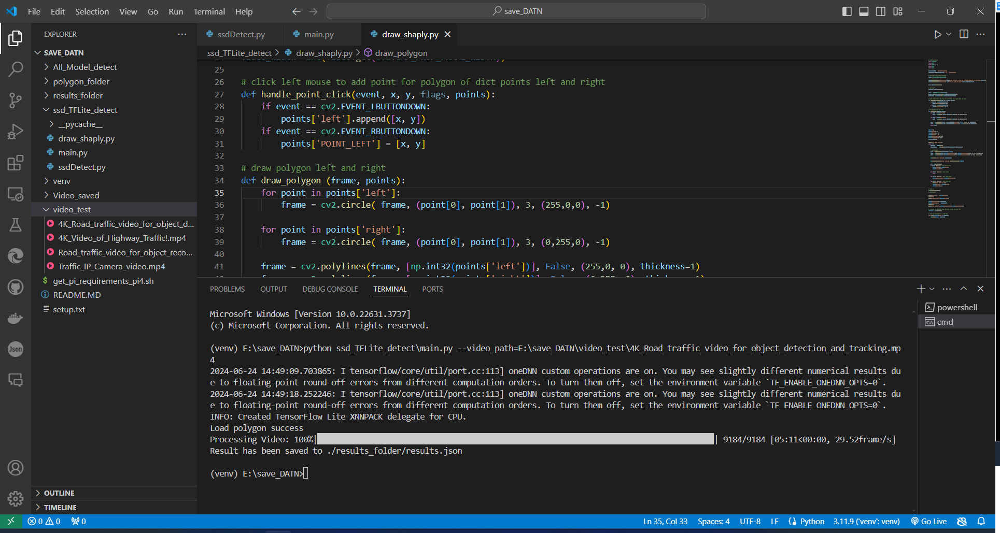 File Edit Selection View Go Run Terminal Help
save_DATN
EXPLORER
SAVE_DATN
All_Model_detect
polygon_folder
results_folder
ssd_TFLite_detect
__pycache__
draw_shaply.py
main.py
ssdDetect.py
venv
Video_saved
video_test
4K_Road_traffic_video_for_object_d...
4K_Video_of_Highway_Traffic!.mp4
Road_traffic_video_for_object_reco...
Traffic_IP_Camera_video.mp4
$ get_pi_requirements_pi4.sh
README.MD
setup.txt
OUTLINE
TIMELINE
ssdDetect.py main.py draw_shaply.py
ssd_TFLite_detect > draw_shaply.py > draw_polygon
25
26 # click left mouse to add point for polygon of dict points left and right
27 def handle_point_click(event, x, y, flags, points):
28 if event == cv2.EVENT_LBUTTONDOWN:
29 points['left'].append([x, y])
30 if event == cv2.EVENT_RBUTTONDOWN:
31 points['POINT_LEFT'] = [x, y]
32
33 # draw polygon left and right
34 def draw_polygon (frame, points):
35 for point in points['left']:
36 frame = cv2.circle( frame, (point[0], point[1]), 3, (255,0,0), -1)
37
38 for point in points['right']:
39 frame = cv2.circle( frame, (point[0], point[1]), 3, (0,255,0), -1)
40
41 frame = cv2.polylines(frame, [np.int32(points['left'])], False, (255,0, 0), thickness=1)
PROBLEMS OUTPUT DEBUG CONSOLE TERMINAL PORTS
powershell
cmd
Microsoft Windows [Version 10.0.22631.3737]
(c) Microsoft Corporation. All rights reserved.
(venv) E:\save_DATN>python ssd_TFLite_detect\main.py --video_path=E:\save_DATN\video_test\4K_Road_traffic_video_for_object_detection_and_tracking.mp
4
2024-06-24 14:49:09.703865: I tensorflow/core/util/port.cc:113] oneDNN custom operations are on. You may see slightly different numerical results du
e to floating-point round-off errors from different computation orders. To turn them off, set the environment variable `TF_ENABLE_ONEDNN_OPTS=0`.
2024-06-24 14:49:18.252246: I tensorflow/core/util/port.cc:113] oneDNN custom operations are on. You may see slightly different numerical results du
e to floating-point round-off errors from different computation orders. To turn them off, set the environment variable `TF_ENABLE_ONEDNN_OPTS=0`.
INFO: Created TensorFlow Lite XNNPACK delegate for CPU.
Load polygon success
Processing Video: 100%| | 9184/9184 [05:11<00:00, 29.52frame/s]
Result has been saved to ./results_folder/results.json
(venv) E:\save_DATN>
Json
0 0 0 Ln 35, Col 33 Spaces: 4 UTF-8 LF Python 3.11.9 ('venv': venv) Go Live